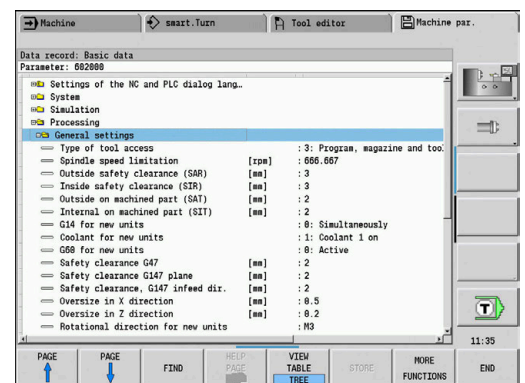 Machine smart.Turn Tool editor Machine par.
Data record: Basic data
Parameter: 602000
Settings of the NC and PLC dialog lang…
System
Simulation
Processing
General settings
Type of tool access : 3: Program, magazine and too
Spindle speed limitation [rpm] : 666.667
Outside safety clearance (SAR) [mm] : 3
Inside safety clearance (SIR) [mm] : 3
Outside on machined part (SAT) [mm] : 2
Internal on machined part (SIT) [mm] : 2
G14 for new units : 0: Simultaneously
Coolant for new units : 1: Coolant 1 on
G60 for new units : 0: Active
Safety clearance G47 [mm] : 2
Safety clearance G147 plane [mm] : 2
Safety clearance, G147 infeed dir. [mm] : 2
Oversize in X direction [mm] : 0.5
Oversize in Z direction [mm] : 0.2
Rotational direction for new units : M3
T
11:35
PAGE PAGE FIND HELP PAGE VIEW TABLE TREE STORE MORE FUNCTIONS END